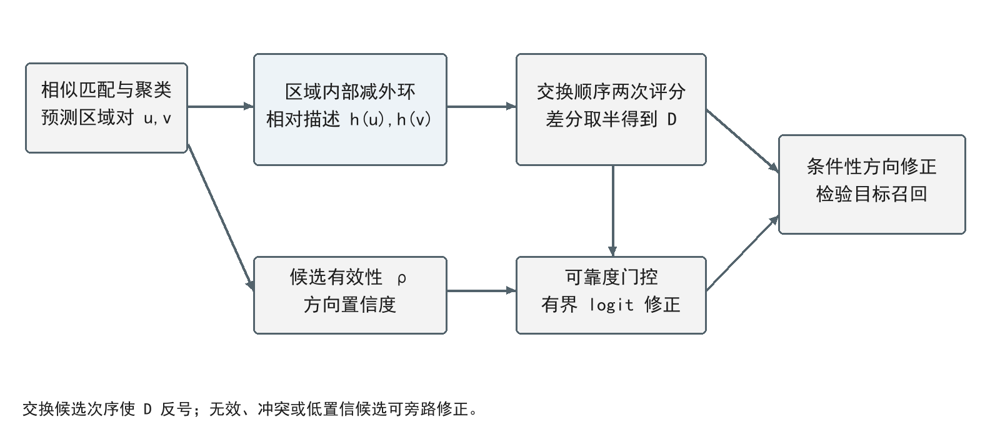 相似匹配与聚类
预测区域对 u,v
区域内部减外环
相对描述 h(u),h(v)
交换顺序两次评分
差分取半得到 D
条件性方向修正
检验目标召回
候选有效性 ρ
方向置信度
可靠度门控
有界 logit 修正
交换候选次序使 D 反号；无效、冲突或低置信候选可旁路修正。